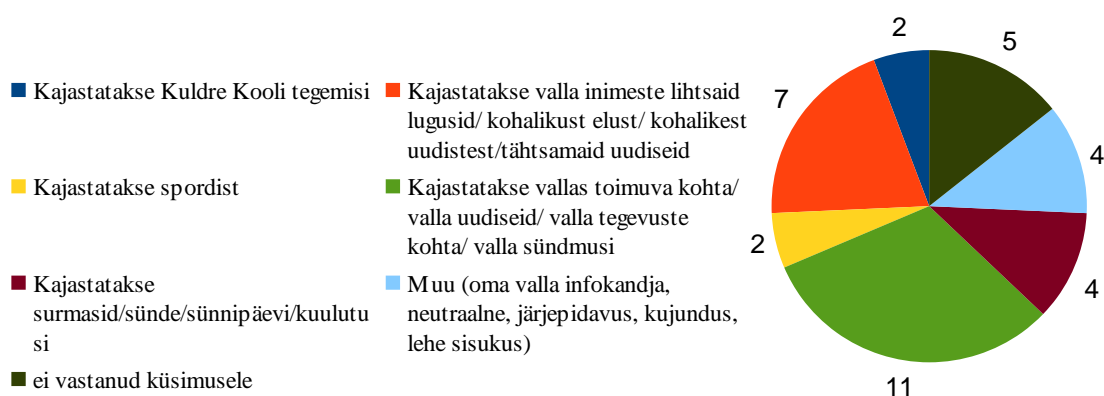 Kajastatakse Kuldre Kooli tegemisi
Kajastatakse valla inimeste lihtsaid
lugusid/ kohalikust elust/ kohalikest
uudistest/tähtsamaid uudiseid
Kajastatakse spordist
Kajastatakse vallas toimuva kohta/
valla uudiseid/ valla tegevuste
kohta/ valla sündmusi
Kajastatakse
surmasid/sünde/sünnipäevi/kuulutu
si
Muu (oma valla infokandja,
neutraalne, järjepidavus, kujundus,
lehe sisukus)
ei vastanud küsimusele
2
5
7
4
2
4
11